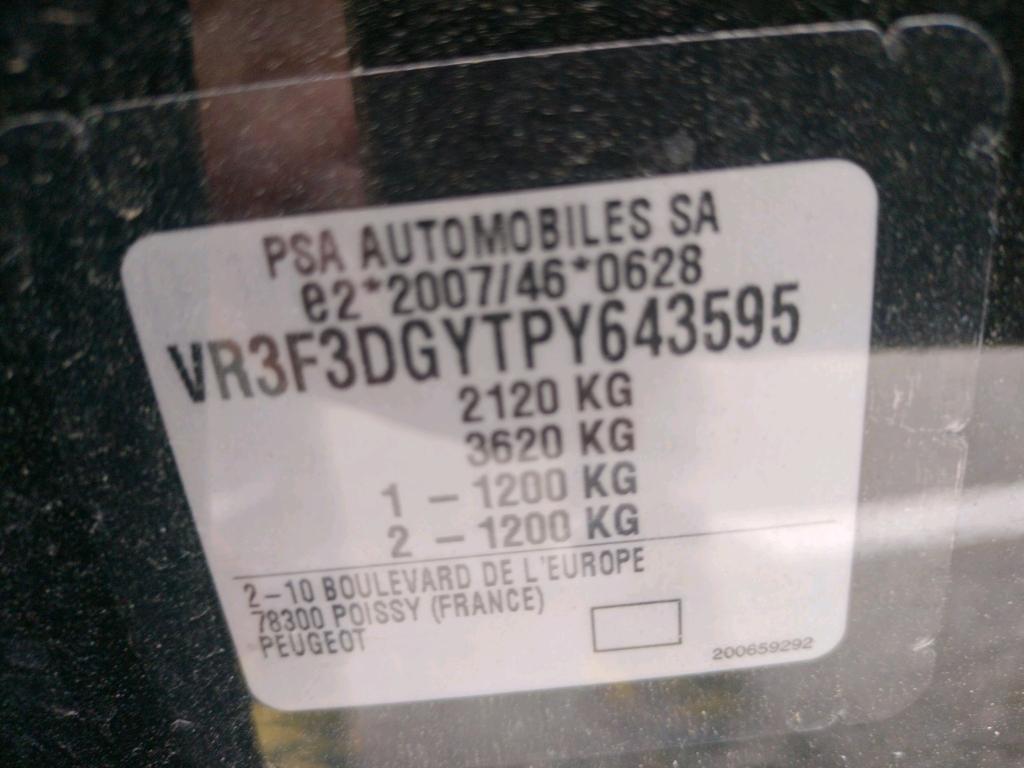 PSA AUTOMOBILES SA
e2*2007/46*0628
VR3F3DGYTPY643595
2120 KG
3620 KG
1 - 1200 KG
2 - 1200 KG
2-10 BOULEVARD DE L'EUROPE
78300 POISSY (FRANCE)
PEUGEOT
200659292